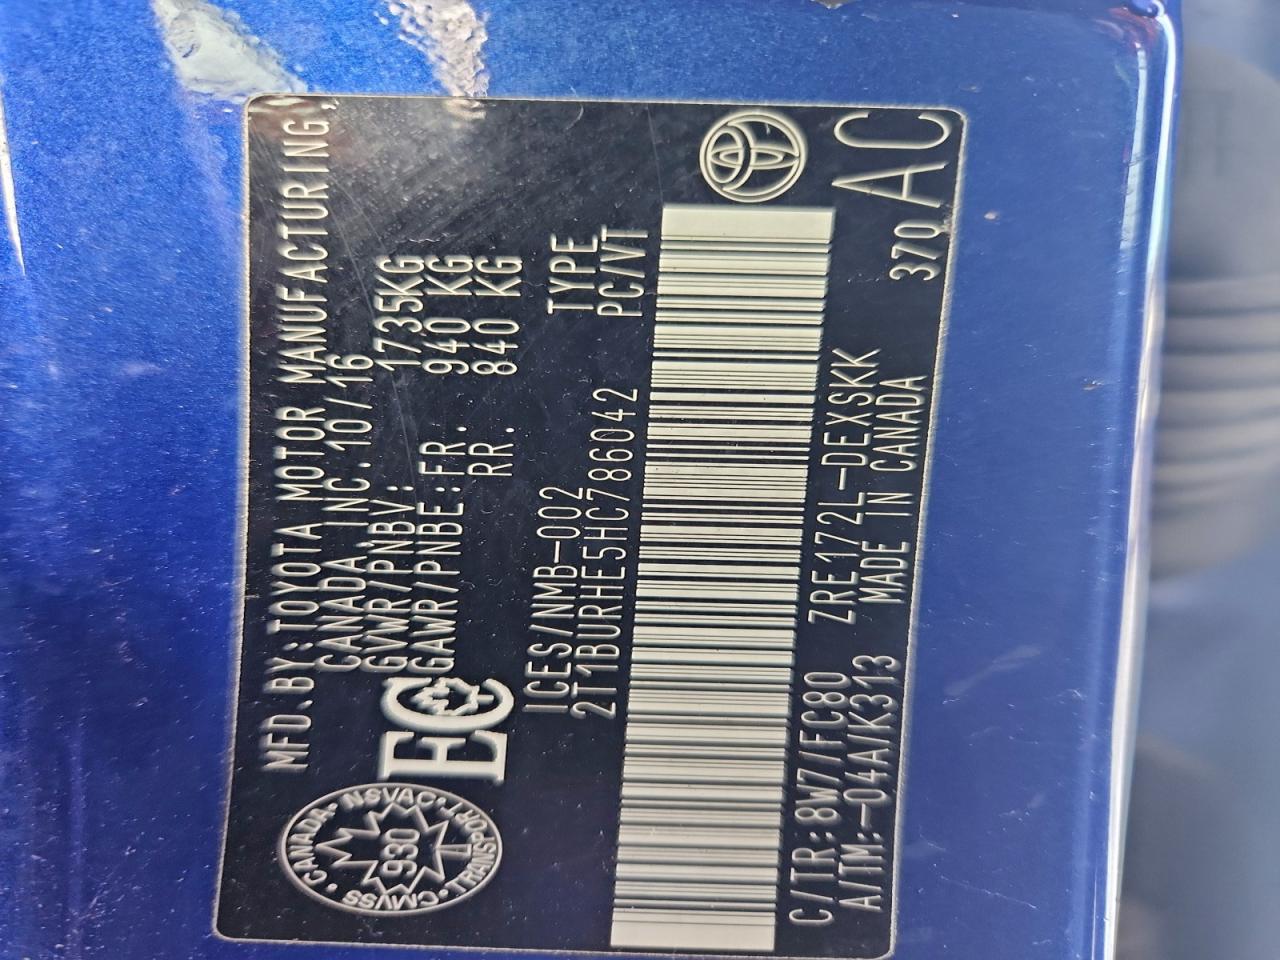 MFD.BY:TOYOTA MOTOR MANUFACTURING,
CANADA INC. 10/16
GVWR/PNBV: 1735KG
GAWR/PNBE:FR. 940 KG
RR. 840 KG
EC
CANADA
NSVAC
TRANSPORT
CMVSS
930
ICES/NMB-002 TYPE
2T1BURHE5HC786042 PC/VT
C/TR:8W7/FC80 ZRE172L-DEXSKK
A/TM:-04A/K313 MADE IN CANADA 370 AC